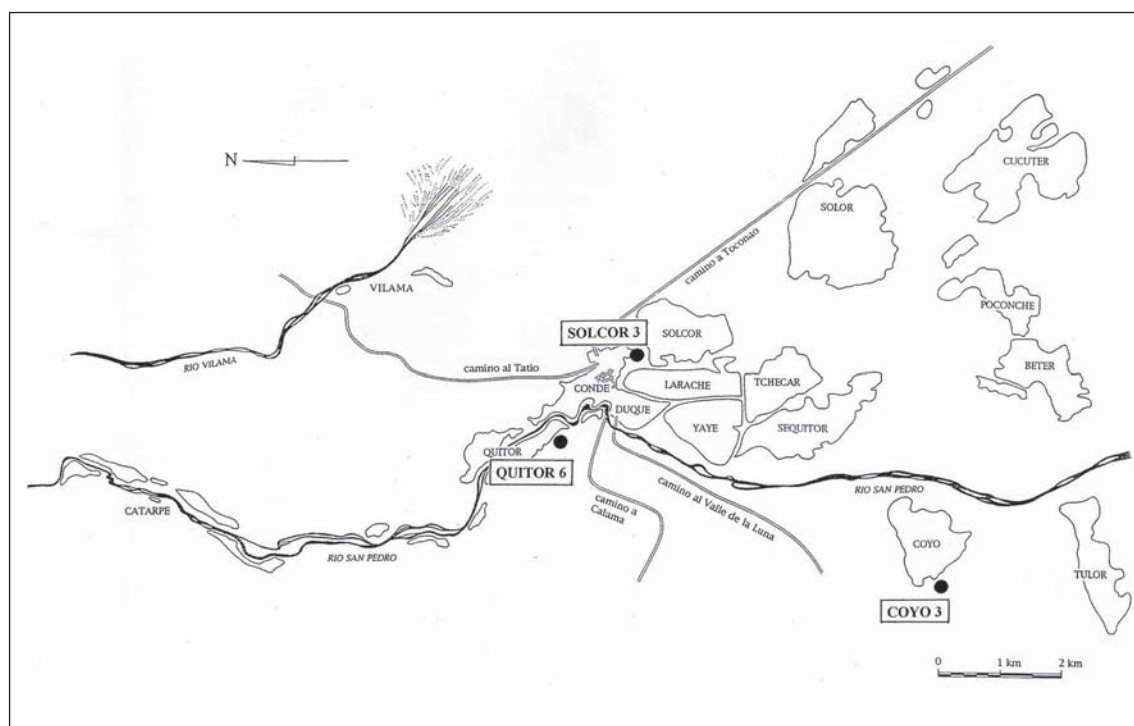 CUCUTER
N
SOLOR
camino a Toconao
VILAMA
POCONCHE
SOLCOR 3
SOLCOR
RIO VILAMA
camino al Tatio
BETER
CONDE
LARACHE
TCHECAR
DUQUE
YAYE
SEQUITOR
QUITOR
QUITOR 6
RIO SAN PEDRO
camino a
Calama
camino al Valle de la Luna
CATARPE
RIO SAN PEDRO
COYO
TULOR
COYO 3
0 1 km 2 km